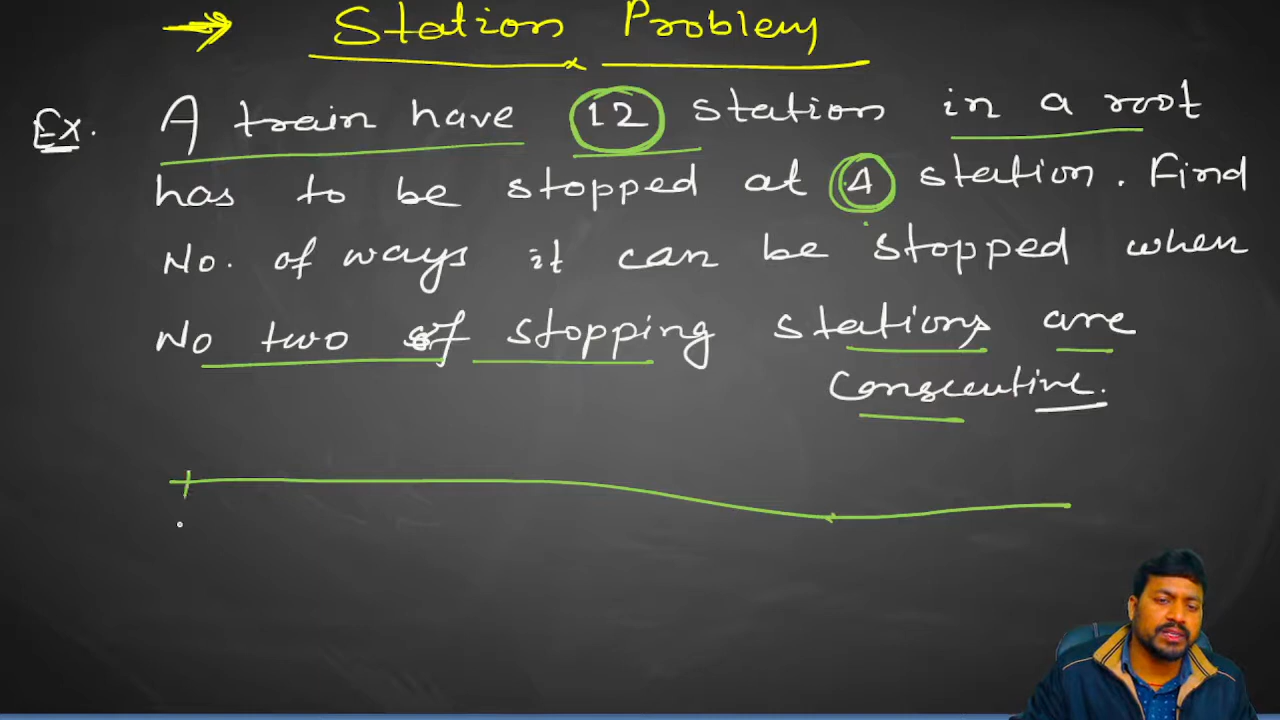 → Station Problem
Ex. A train have 12 station in a root
has to be stopped at 4 station. Find
No. of ways it can be stopped when
No two of stopping stations are
Consecutive.